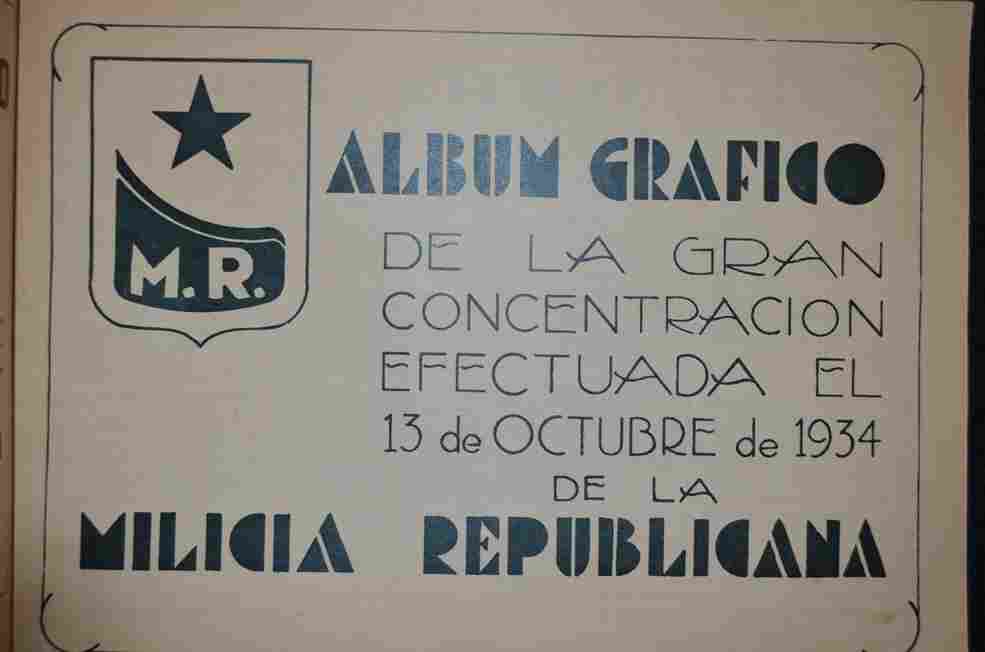 M.R.
ALBUM GRAFICO
DE LA GRAN
CONCENTRACION
EFECTUADA EL
13 de OCTUBRE de 1934
DE LA
MILICIA REPUBLICANA